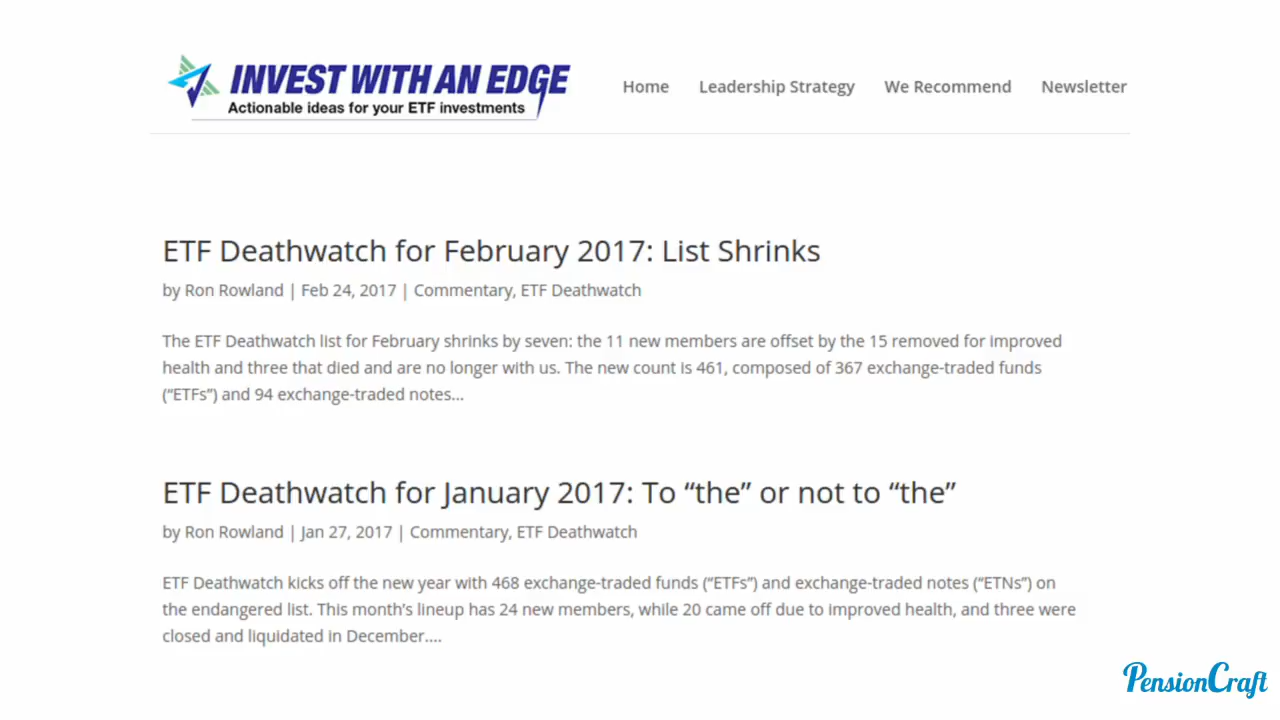 INVEST WITH AN EDGE
Actionable ideas for your ETF investments
Home Leadership Strategy We Recommend Newsletter
ETF Deathwatch for February 2017: List Shrinks
by Ron Rowland | Feb 24, 2017 | Commentary, ETF Deathwatch
The ETF Deathwatch list for February shrinks by seven: the 11 new members are offset by the 15 removed for improved
health and three that died and are no longer with us. The new count is 461, composed of 367 exchange-traded funds
(“ETFs”) and 94 exchange-traded notes...
ETF Deathwatch for January 2017: To “the” or not to “the”
by Ron Rowland | Jan 27, 2017 | Commentary, ETF Deathwatch
ETF Deathwatch kicks off the new year with 468 exchange-traded funds (“ETFs”) and exchange-traded notes (“ETNs”) on
the endangered list. This month’s lineup has 24 new members, while 20 came off due to improved health, and three were
closed and liquidated in December....
PensionCraft